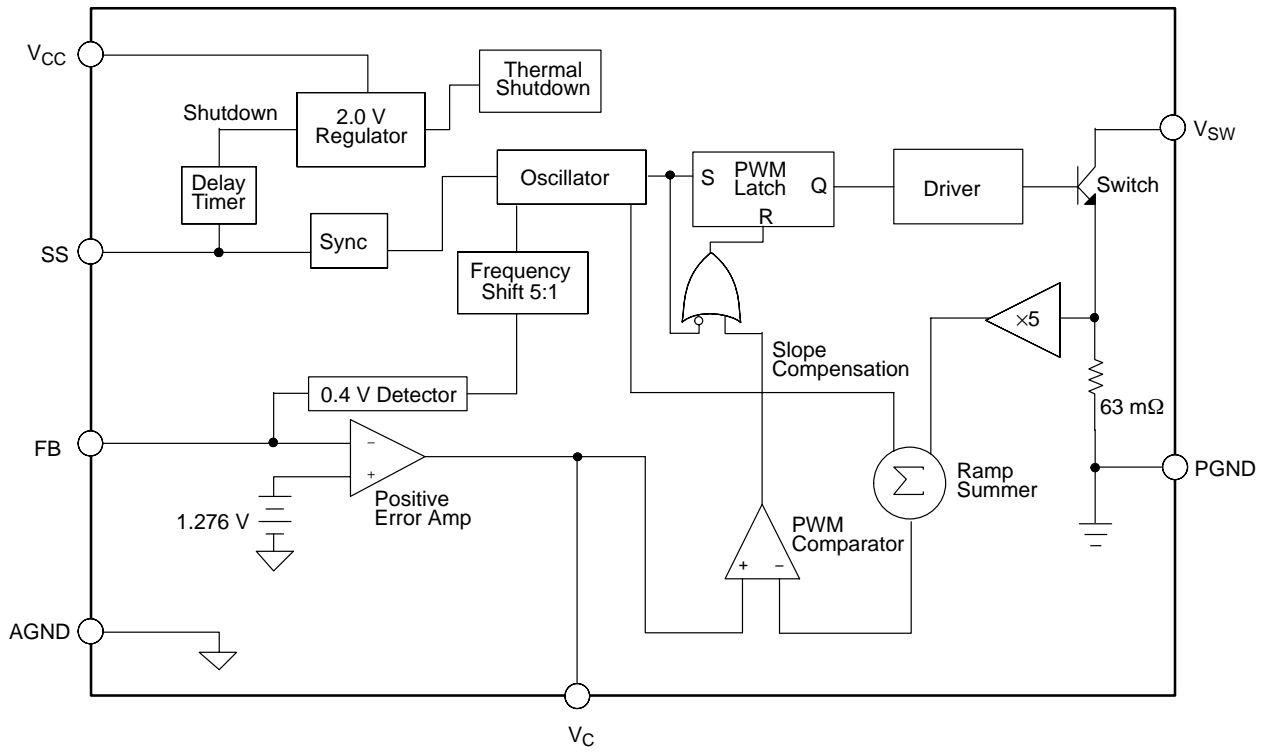 VCC
Shutdown
2.0 V
Regulator
Thermal
Shutdown
Delay
Timer
SS
Sync
Oscillator
Frequency
Shift 5:1
S
PWM
Latch
Q
R
Driver
Switch
VSW
×5
63 mΩ
PGND
Slope
Compensation
0.4 V Detector
FB
−
+
1.276 V
Positive
Error Amp
Σ
Ramp
Summer
PWM
Comparator
+
−
AGND
VC